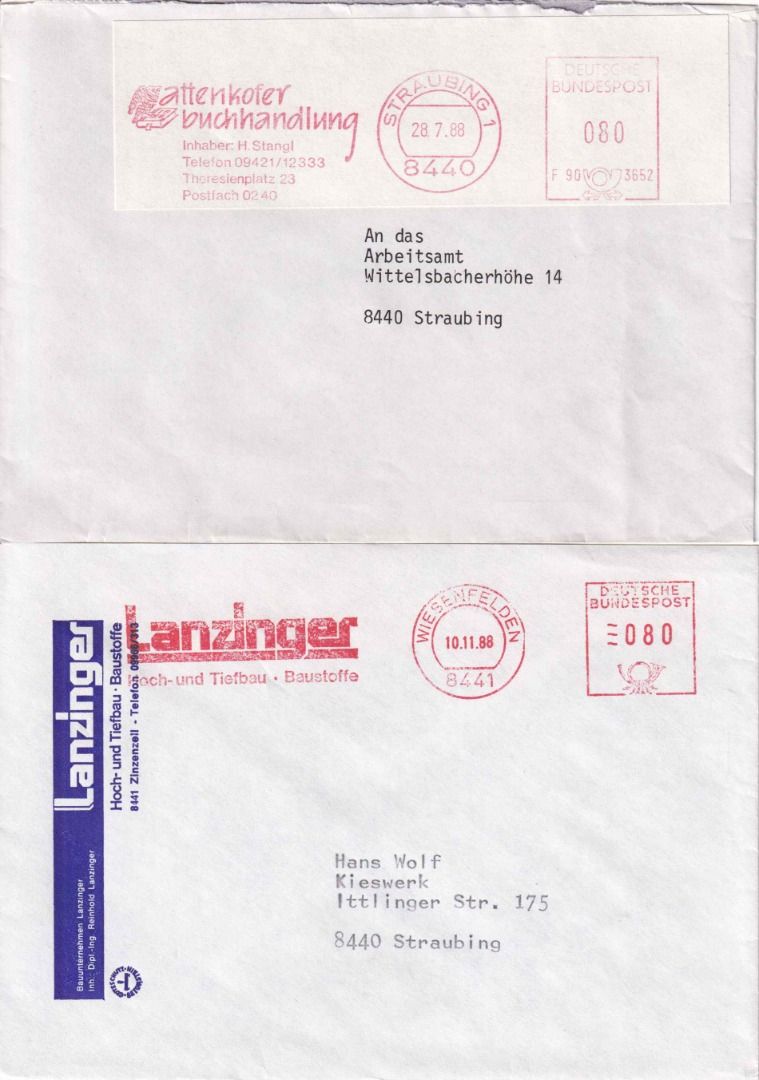 attenkofer
buchhandlung
Inhaber: H. Stangl
Telefon 09421/12333
Theresienplatz 23
Postfach 0240
STRAUBING 1
28.7.88
8440
DEUTSCHE
BUNDESPOST
080
F 90 3652
An das
Arbeitsamt
Wittelsbacherhöhe 14
8440 Straubing
Lanzinger
Hoch- und Tiefbau · Baustoffe
WIESENFELDEN
10.11.88
8441
DEUTSCHE
BUNDESPOST
080
Lanzinger
Hoch- und Tiefbau · Baustoffe
8441 Zinzenzell - Telefon
Bauunternehmen Lanzinger
Inh.: Dipl.-Ing. Reinhold Lanzinger
Hans Wolf
Kieswerk
Ittlinger Str. 175
8440 Straubing